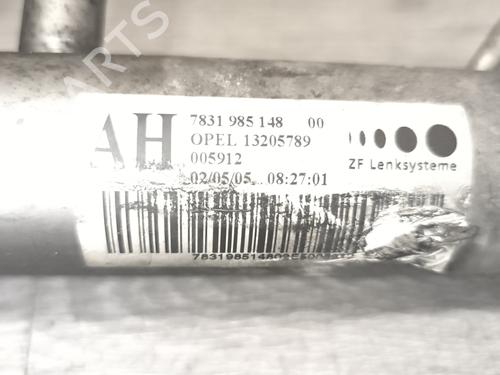 AH
7831 985 148 00
OPEL 13205789
005912
02/05/05 08:27:01
ZF Lenksysteme